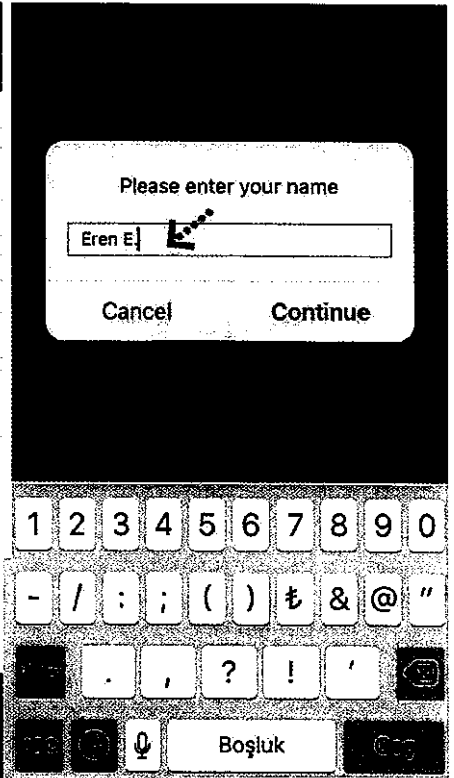 Please enter your name
Eren E.
Cancel Continue
1 2 3 4 5 6 7 8 9 0
- / : ; ( ) ₺ & @ "
. , ? ! '
Boşluk